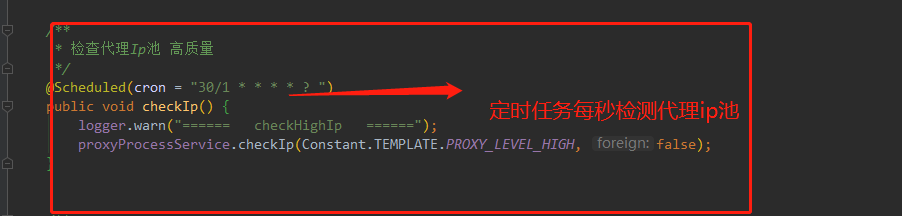 /**
 * 检查代理Ip池 高质量
 */
@Scheduled(cron = "30/1 * * * * ? ")
public void checkIp() {
    logger.warn("======   checkHighIp   ======");
    proxyProcessService.checkIp(Constant.TEMPLATE.PROXY_LEVEL_HIGH, foreign: false);
}
定时任务每秒检测代理ip池